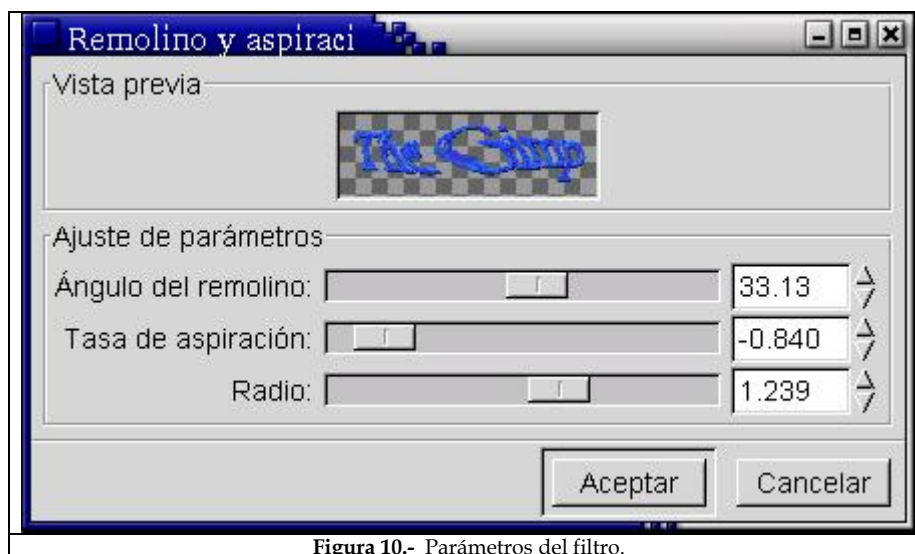 Remolino y aspiraci
Vista previa
The Gimp
Ajuste de parámetros
Ángulo del remolino: 33.13
Tasa de aspiración: -0.840
Radio: 1.239
Aceptar Cancelar
Figura 10.- Parámetros del filtro.